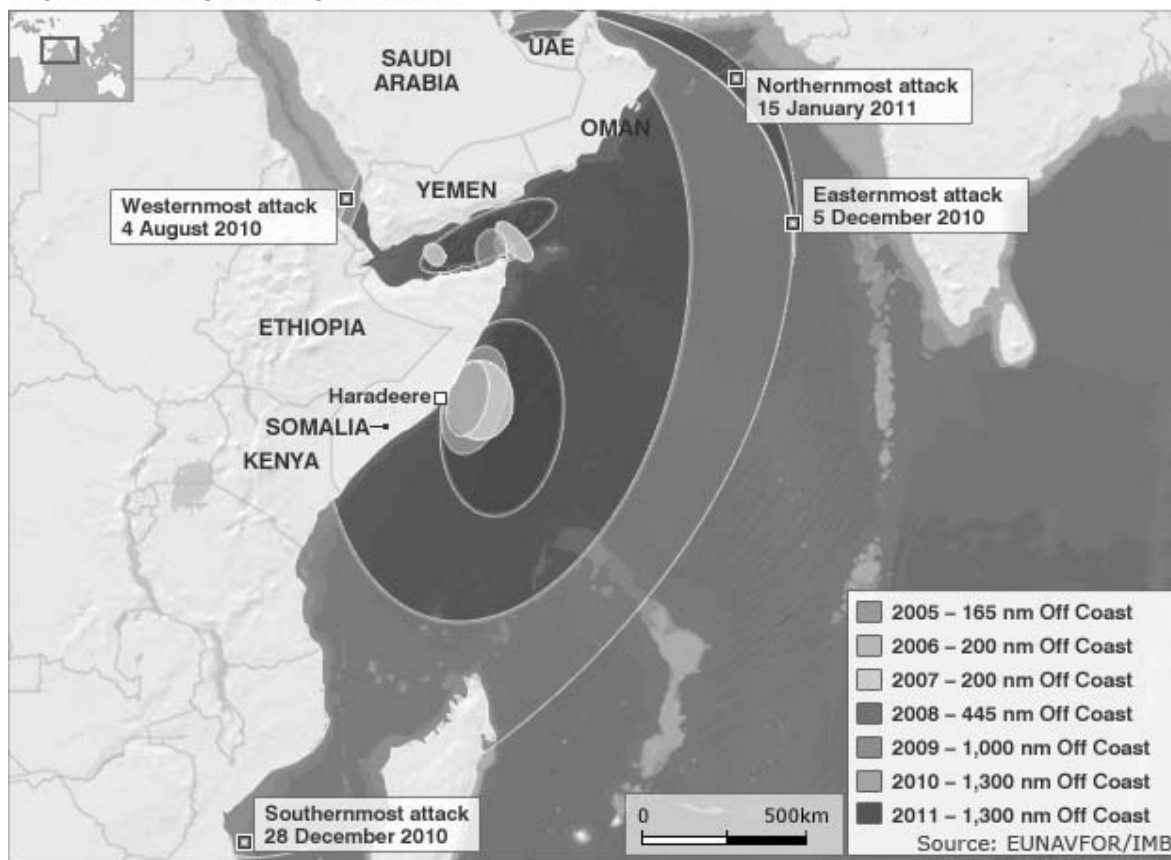 SAUDI
ARABIA
UAE
OMAN
YEMEN
Northernmost attack
15 January 2011
Westernmost attack
4 August 2010
Easternmost attack
5 December 2010
ETHIOPIA
Haradeere
SOMALIA
KENYA
2005 – 165 nm Off Coast
2006 – 200 nm Off Coast
2007 – 200 nm Off Coast
2008 – 445 nm Off Coast
2009 – 1,000 nm Off Coast
2010 – 1,300 nm Off Coast
2011 – 1,300 nm Off Coast
Southernmost attack
28 December 2010
0 500km
Source: EUNAVFOR/IMB